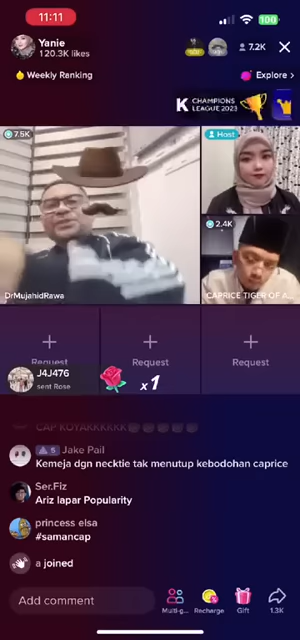 11:11
100
Yanie
120.3K likes
7.2K
Weekly Ranking
Explore
K CHAMPIONS
LEAGUE 2023
7.5K
Host
2.4K
DrMujahidRawa
CAPRICE TIGER OF A...
Request
Request
Request
J4J476
sent Rose
x1
CAP KOYAKKKKKK
5 Jake Pail
Kemeja dgn necktie tak menutup kebodohan caprice
Ser.Fiz
Ariz lapar Popularity
princess elsa
#samancap
a joined
Add comment
Multi-g...
Recharge
Gift
1.3K